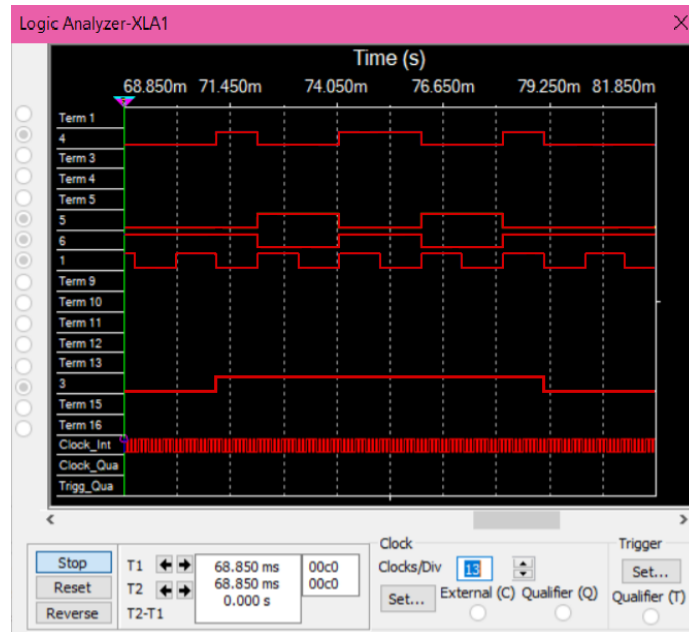 Logic Analyzer-XLA1
Time (s)
68.850m 71.450m 74.050m 76.650m 79.250m 81.850m
Term 1
4
Term 3
Term 4
Term 5
5
6
1
Term 9
Term 10
Term 11
Term 12
Term 13
3
Term 15
Term 16
Clock_Int
Clock_Qua
Trigg_Qua
Stop
Reset
Reverse
T1
T2
T2-T1
68.850 ms 00c0
68.850 ms 00c0
0.000 s
Clock
Clocks/Div 13
Set...
External (C) Qualifier (Q)
Trigger
Set...
Qualifier (T)